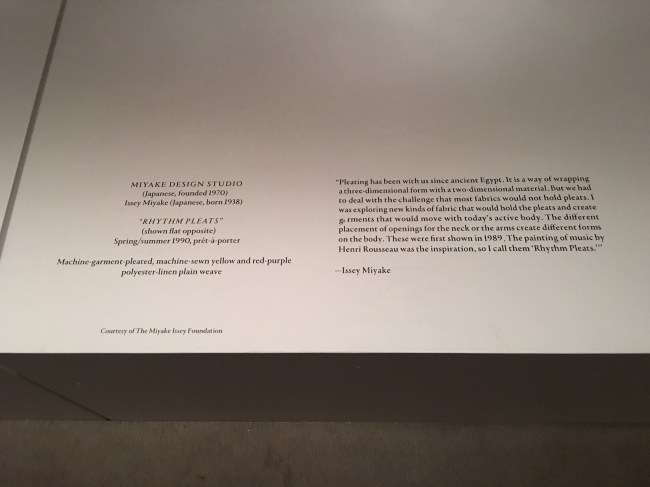 MIYAKE DESIGN STUDIO
(Japanese, founded 1970)
Issey Miyake (Japanese, born 1938)
"RHYTHM PLEATS"
(shown flat opposite)
Spring/summer 1990, prêt-à-porter
Machine-garment-pleated, machine-sewn yellow and red-purple
polyester-linen plain weave
Courtesy of The Miyake Issey Foundation
"Pleating has been with us since ancient Egypt. It is a way of wrapping
a three-dimensional form with a two-dimensional material. But we had
to deal with the challenge that most fabrics would not hold pleats. I
was exploring new kinds of fabric that would hold the pleats and create
g rments that would move with today's active body. The different
placement of openings for the neck or the arms create different forms
on the body. These were first shown in 1989. The painting of music by
Henri Rousseau was the inspiration, so I call them 'Rhythm Pleats.'"
—Issey Miyake